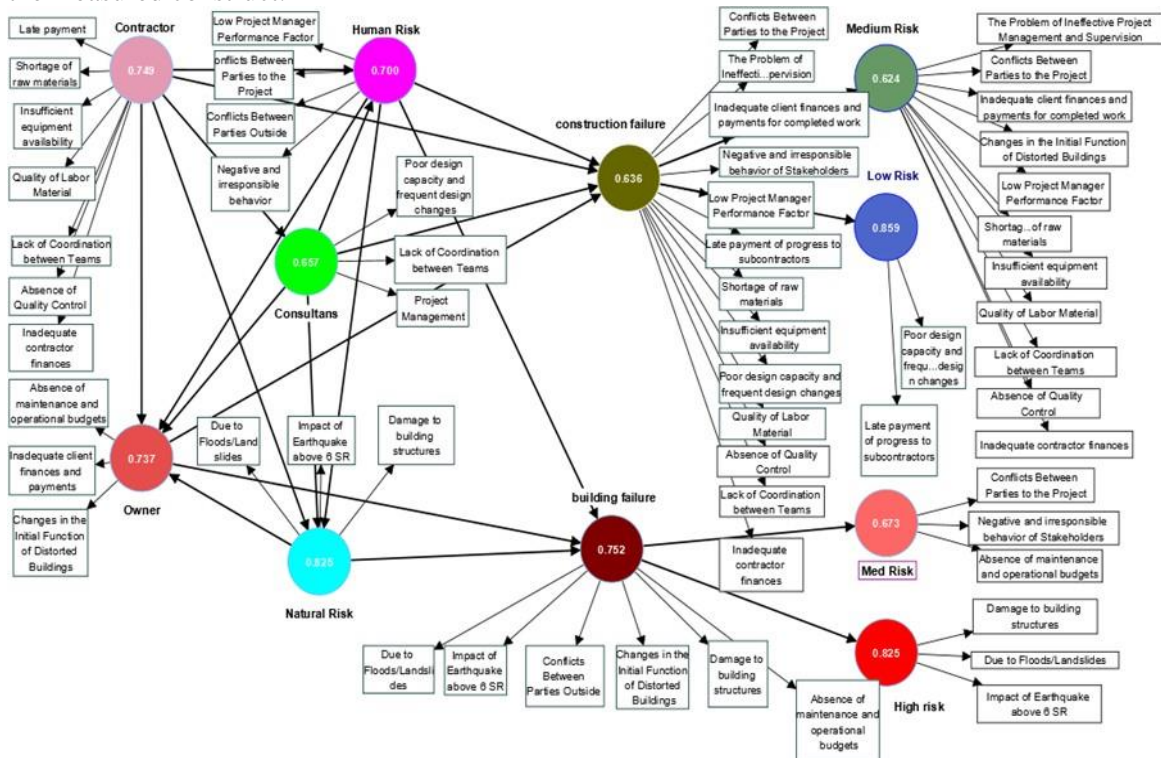 Contractor
Late payment
Shortage of
raw materials
Insufficient
equipment
availability
Quality of Labor
Material
Lack of Coordination
between Teams
Absence of
Quality Control
Inadequate
contractor
finances
0.749
Human Risk
Low Project Manager
Performance Factor
onflicts Between
Parties to the
Project
Conflicts Between
Parties Outside
Negative and
irresponsible
behavior
0.700
Poor design
capacity and
frequent design
changes
Lack of Coordination
between Teams
Project
Management
0.657
Consultans
Absence of
maintenance and
operational budgets
Inadequate client
finances and
payments
Changes in the
Initial Function
of Distorted
Buildings
0.737
Owner
Due to
Floods/Land
slides
Impact of
Earthquake
above 6 SR
Damage to
building
structures
0.825
Natural Risk
construction failure
0.636
Conflicts Between
Parties to the Project
The Problem of
Ineffecti...pervision
Inadequate client finances and
payments for completed work
Negative and irresponsible
behavior of Stakeholders
Low Project Manager
Performance Factor
Late payment of progress to
subcontractors
Shortage of raw
materials
Insufficient equipment
availability
Poor design capacity and
frequent design changes
Quality of Labor
Material
Absence of Quality
Control
Lack of Coordination
between Teams
Inadequate
contractor
finances
building failure
0.752
Due to
Floods/Landsli
des
Impact of
Earthquake
above 6 SR
Conflicts
Between
Parties Outside
Changes in the
Initial Function
of Distorted
Buildings
Damage to
building
structures
Absence of
maintenance and
operational
budgets
Medium Risk
0.624
The Problem of Ineffective Project
Management and Supervision
Conflicts Between
Parties to the Project
Inadequate client finances and
payments for completed work
Changes in the Initial Function
of Distorted Buildings
Low Project Manager
Performance Factor
Shortag...of raw
materials
Insufficient equipment
availability
Quality of Labor Material
Lack of Coordination
between Teams
Absence of Quality
Control
Inadequate contractor finances
Low Risk
0.859
Poor design
capacity and
frequ...desig
n changes
Late
payment
of progress to
subcontractors
0.673
Med Risk
Conflicts Between
Parties to the Project
Negative and irresponsible
behavior of Stakeholders
Absence of maintenance
and operational budgets
0.825
High risk
Damage to building
structures
Due to Floods/Landslides
Impact of Earthquake
above 6 SR